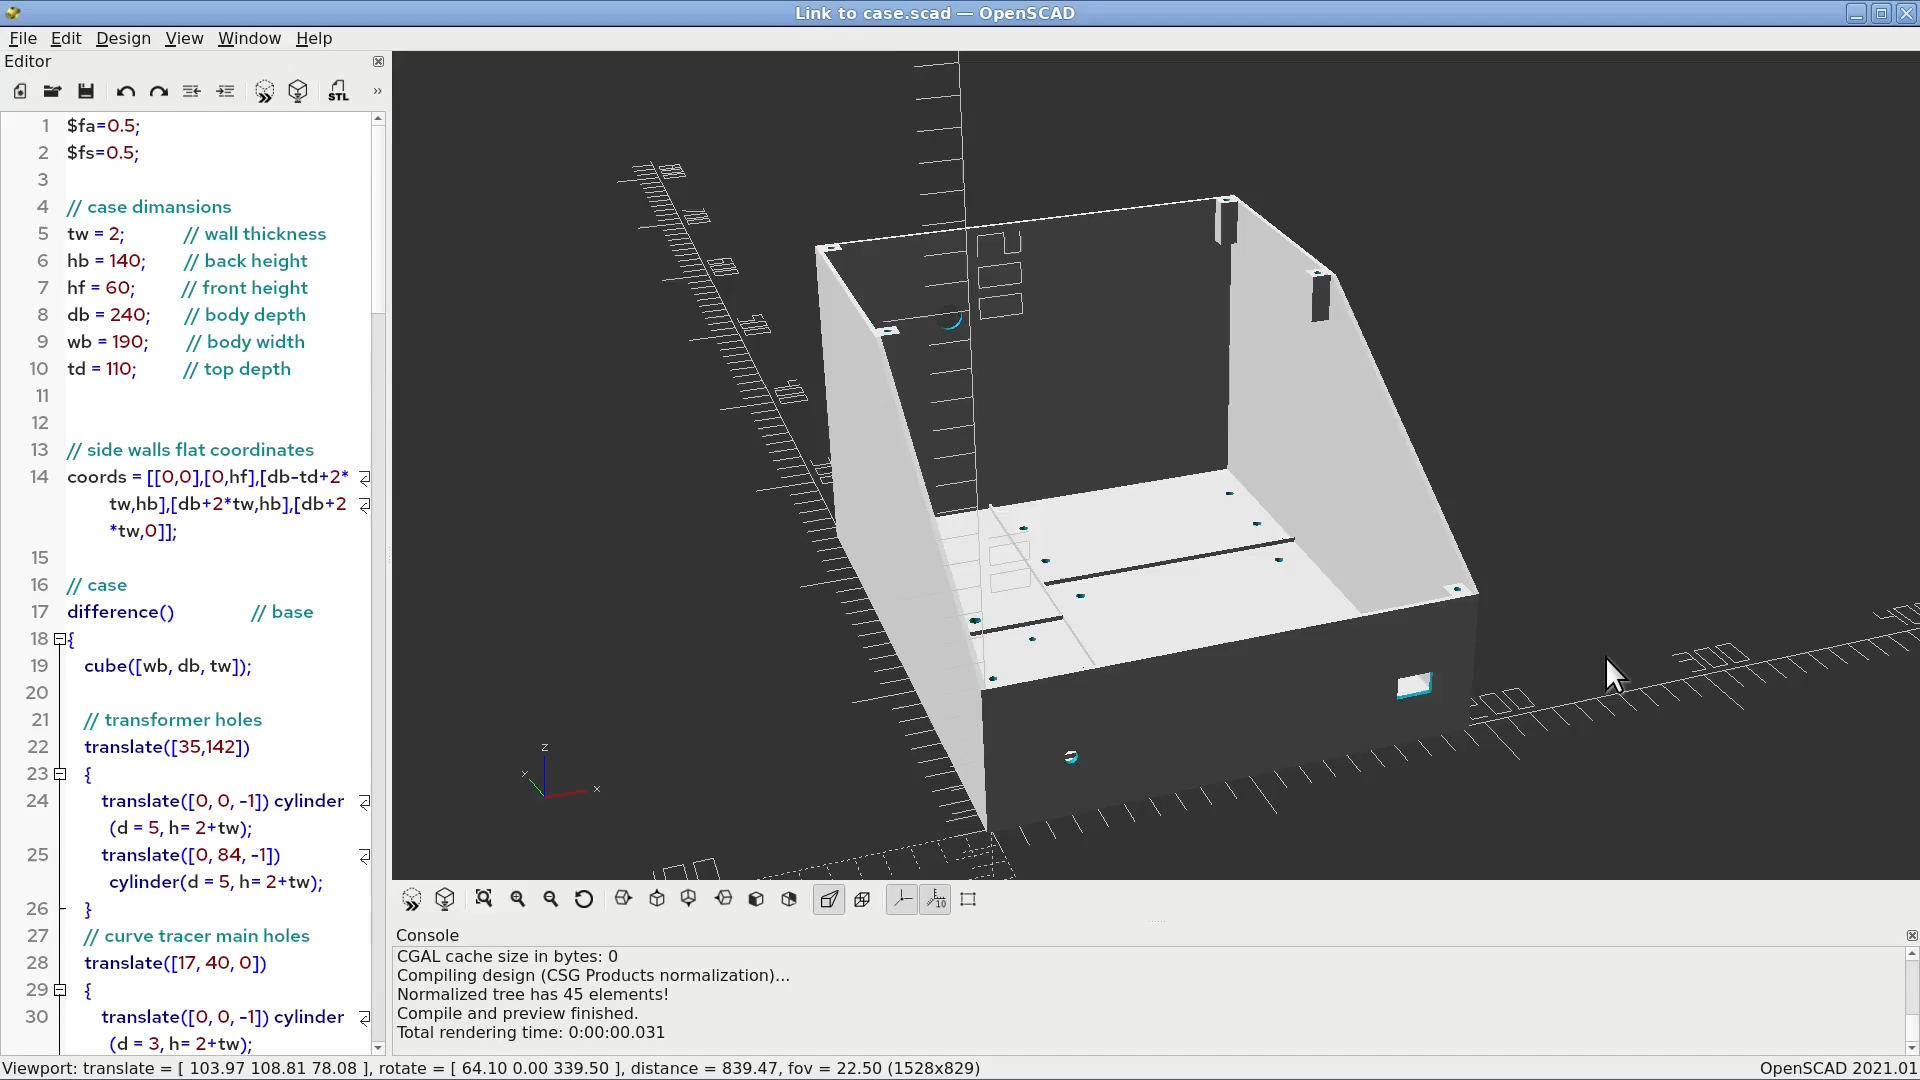 Link to case.scad — OpenSCAD
File Edit Design View Window Help
Editor
STL
»
1 $fa=0.5;
2 $fs=0.5;
3
4 // case dimansions
5 tw = 2; // wall thickness
6 hb = 140; // back height
7 hf = 60; // front height
8 db = 240; // body depth
9 wb = 190; // body width
10 td = 110; // top depth
11
12
13 // side walls flat coordinates
14 coords = [[0,0],[0,hf],[db-td+2*
tw,hb],[db+2*tw,hb],[db+2
*tw,0]];
15
16 // case
17 difference() // base
18 {
19 cube([wb, db, tw]);
20
21 // transformer holes
22 translate([35,142])
23 {
24 translate([0, 0, -1]) cylinder
(d = 5, h= 2+tw);
25 translate([0, 84, -1])
cylinder(d = 5, h= 2+tw);
26 }
27 // curve tracer main holes
28 translate([17, 40, 0])
29 {
30 translate([0, 0, -1]) cylinder
(d = 3, h= 2+tw);
z
x
10
Console
CGAL cache size in bytes: 0
Compiling design (CSG Products normalization)...
Normalized tree has 45 elements!
Compile and preview finished.
Total rendering time: 0:00:00.031
Viewport: translate = [ 103.97 108.81 78.08 ], rotate = [ 64.10 0.00 339.50 ], distance = 839.47, fov = 22.50 (1528x829)
OpenSCAD 2021.01